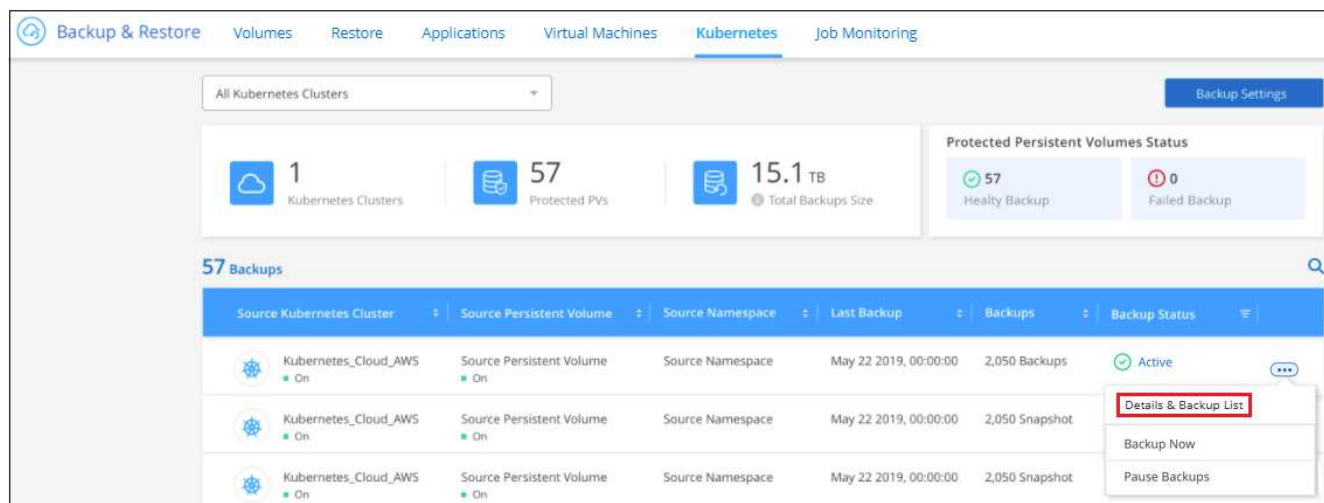 Backup & Restore Volumes Restore Applications Virtual Machines Kubernetes Job Monitoring
All Kubernetes Clusters
Backup Settings
1
Kubernetes Clusters
57
Protected PVs
15.1 TB
Total Backups Size
Protected Persistent Volumes Status
57
Healty Backup
0
Failed Backup
57 Backups
Source Kubernetes Cluster Source Persistent Volume Source Namespace Last Backup Backups Backup Status
Kubernetes_Cloud_AWS Source Persistent Volume Source Namespace May 22 2019, 00:00:00 2,050 Backups Active
On On
Details & Backup List
Kubernetes_Cloud_AWS Source Persistent Volume Source Namespace May 22 2019, 00:00:00 2,050 Snapshot
On On
Backup Now
Kubernetes_Cloud_AWS Source Persistent Volume Source Namespace May 22 2019, 00:00:00 2,050 Snapshot
Pause Backups
On On